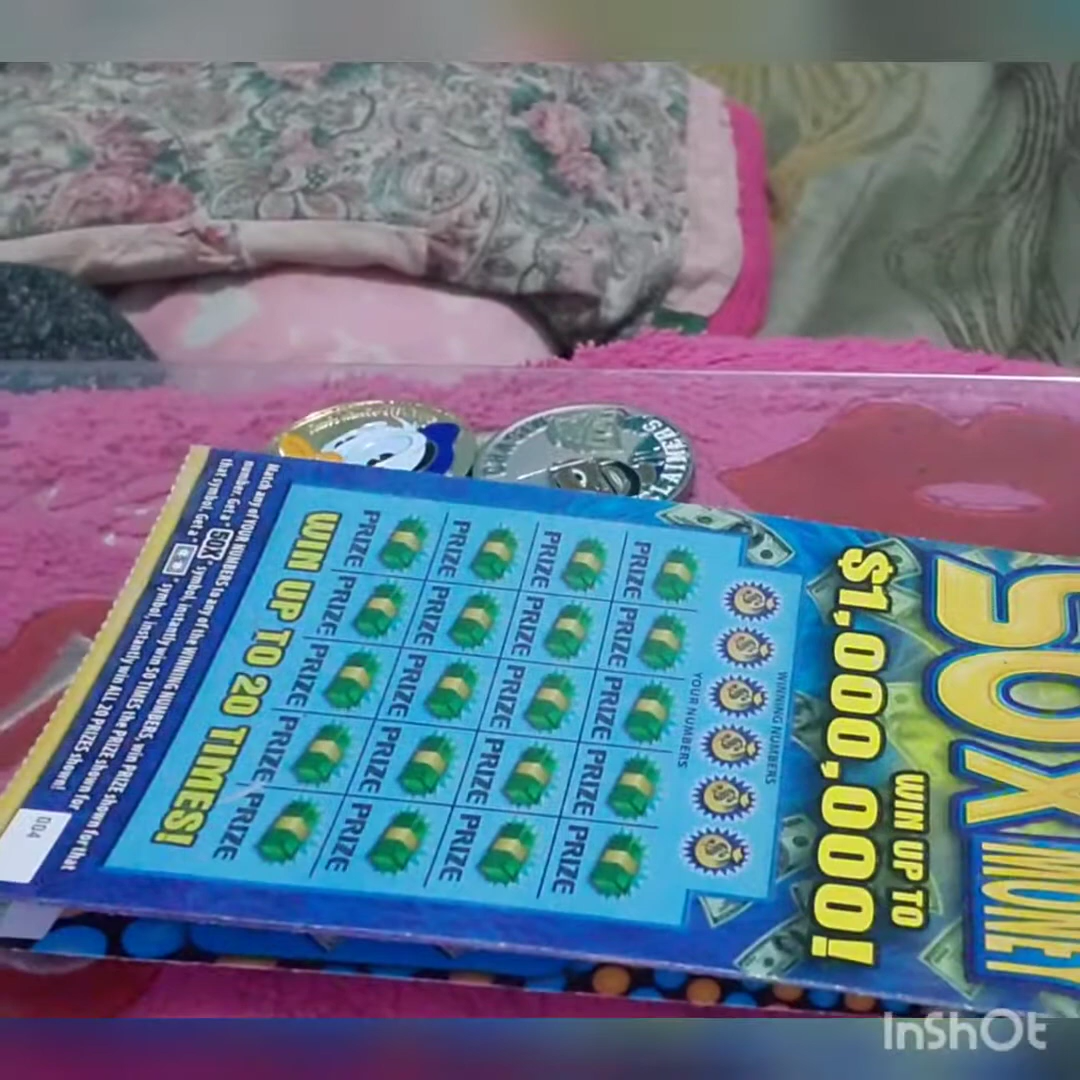 50X
MONEY
WIN UP TO
$1,000,000!
WINNING NUMBERS
YOUR NUMBERS
PRIZE PRIZE PRIZE PRIZE PRIZE
PRIZE PRIZE PRIZE PRIZE PRIZE
PRIZE PRIZE PRIZE PRIZE PRIZE
PRIZE PRIZE PRIZE PRIZE PRIZE
WIN UP TO 20 TIMES!
Match any of YOUR NUMBERS to any of the WINNING NUMBERS, win PRIZE shown for that
number. Get a "50X" symbol, instantly win 50 TIMES the PRIZE shown for
that symbol. Get a " " symbol, instantly win ALL 20 PRIZES shown!
004
InShOt